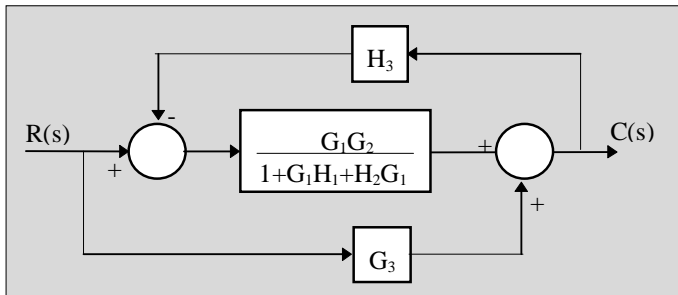 H₃
-
R(s)
+
G₁G₂
1+G₁H₁+H₂G₁
+
C(s)
+
G₃